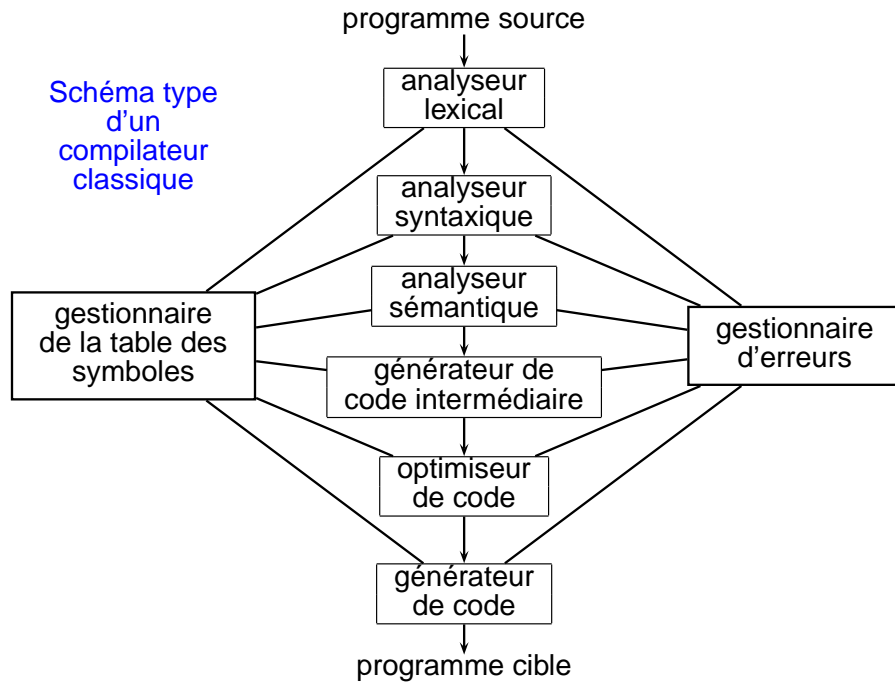 programme source
Schéma type
d’un
compilateur
classique
analyseur
lexical
analyseur
syntaxique
analyseur
sémantique
gestionnaire
de la table des
symboles
gestionnaire
d’erreurs
générateur de
code intermédiaire
optimiseur
de code
générateur
de code
programme cible